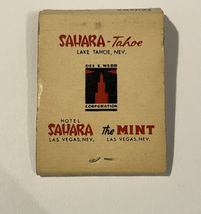 SAHARA-Tahoe
LAKE TAHOE, NEV.
DEL E. WEBB
CORPORATION
HOTEL
SAHARA the MINT
LAS VEGAS, NEV. LAS VEGAS, NEV.